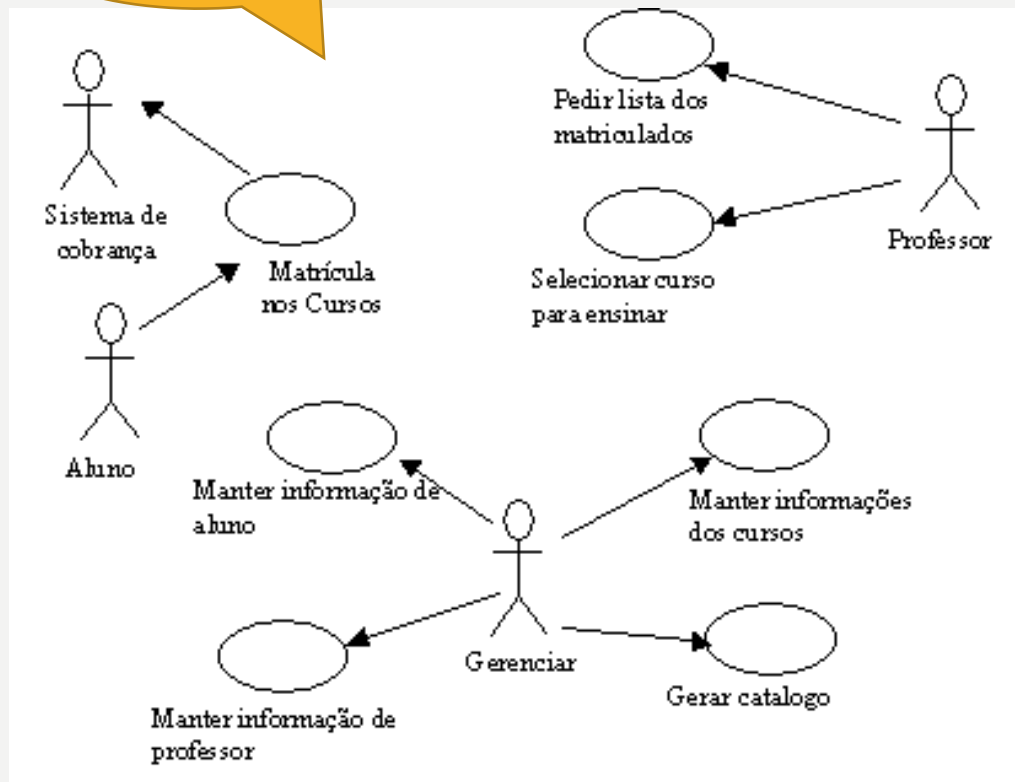 Pedir lista dos
matriculados
Sistema de
cobrança
Matrícula
nos Cursos
Professor
Selecionar curso
para ensinar
Aluno
Manter informação de
aluno
Manter informações
dos cursos
Gerenciar
Gerar catalogo
Manter informação de
professor